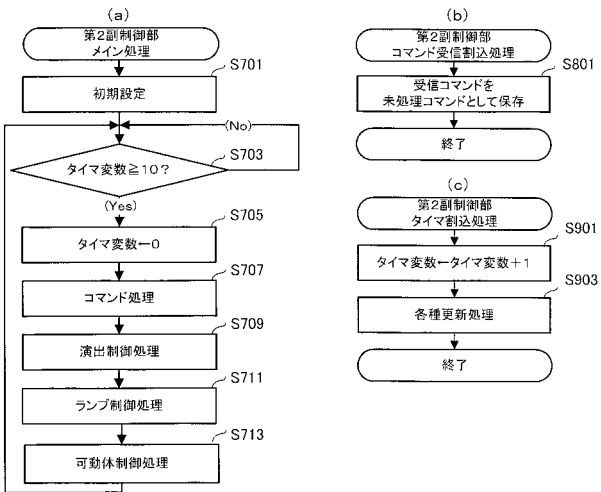 (a)
第2副制御部
メイン処理
S701
初期設定
(No)
S703
タイマ変数≧10?
(Yes)
S705
タイマ変数←0
S707
コマンド処理
S709
演出制御処理
S711
ランプ制御処理
S713
可動体制御処理
(b)
第2副制御部
コマンド受信割込処理
S801
受信コマンドを
未処理コマンドとして保存
終了
(c)
第2副制御部
タイマ割込処理
S901
タイマ変数←タイマ変数+1
S903
各種更新処理
終了